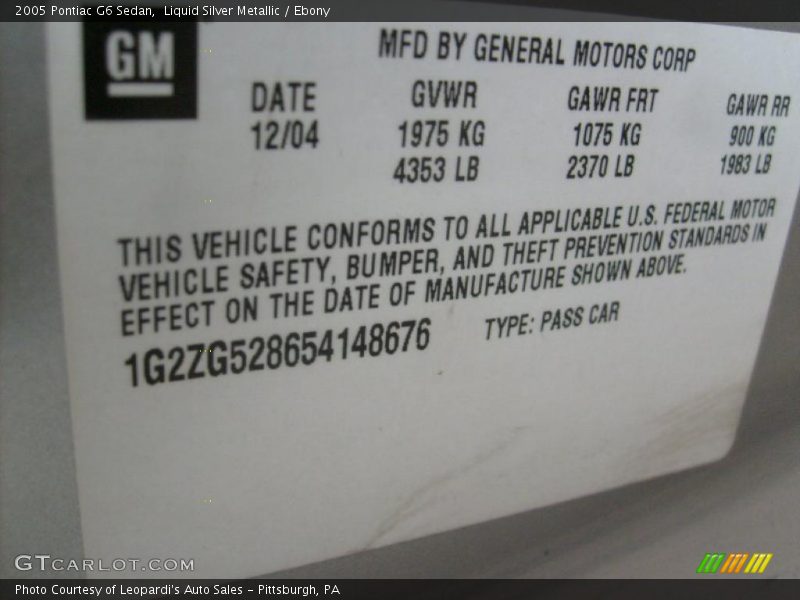 2005 Pontiac G6 Sedan, Liquid Silver Metallic / Ebony
GM
MFD BY GENERAL MOTORS CORP
DATE GVWR GAWR FRT GAWR RR
12/04 1975 KG 1075 KG 900 KG
4353 LB 2370 LB 1983 LB
THIS VEHICLE CONFORMS TO ALL APPLICABLE U.S. FEDERAL MOTOR
VEHICLE SAFETY, BUMPER, AND THEFT PREVENTION STANDARDS IN
EFFECT ON THE DATE OF MANUFACTURE SHOWN ABOVE.
1G2ZG528654148676 TYPE: PASS CAR
GTCARLOT.COM
Photo Courtesy of Leopardi's Auto Sales - Pittsburgh, PA